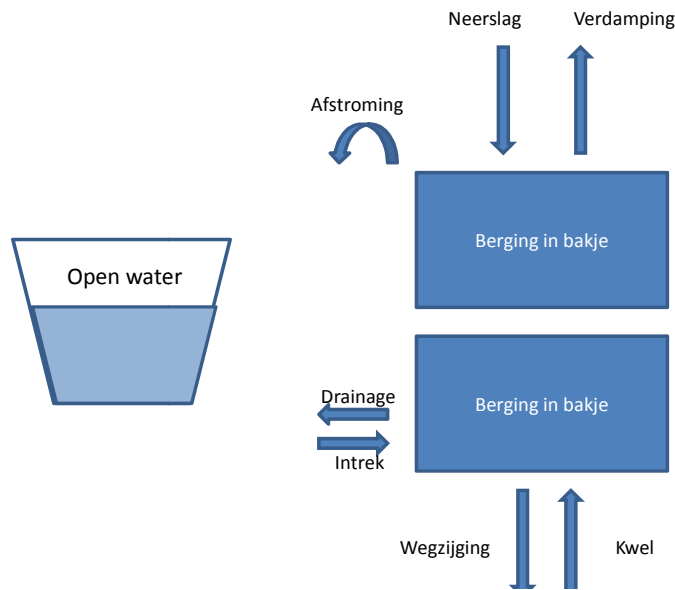 Neerslag
Verdamping
Afstroming
Berging in bakje
Open water
Drainage
Berging in bakje
Intrek
Wegzijging
Kwel